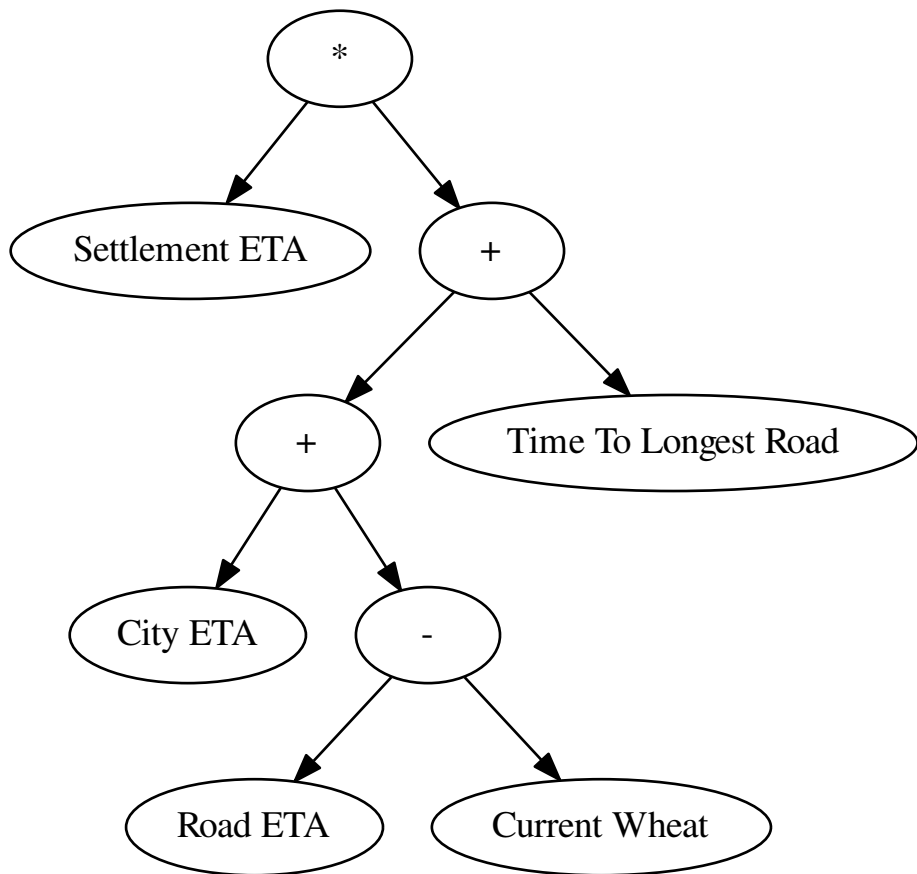 *
Settlement ETA
+
+
Time To Longest Road
City ETA
-
Road ETA
Current Wheat